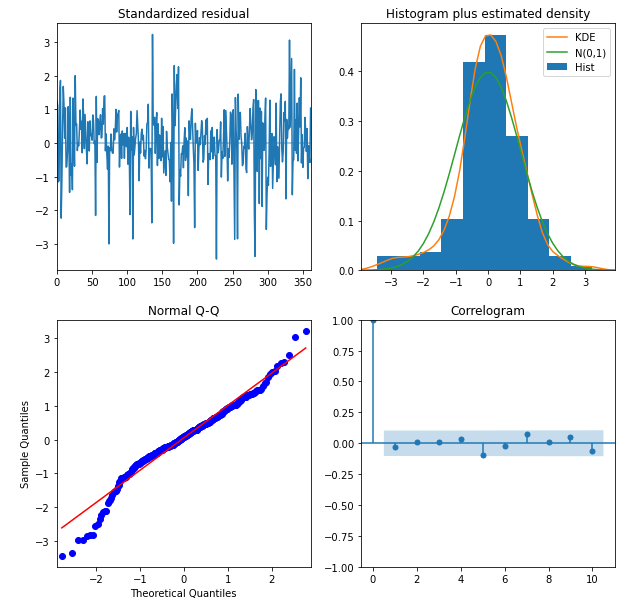 Standardized residual
3
2
1
0
−1
−2
−3
0 50 100 150 200 250 300 350
Histogram plus estimated density
KDE
N(0,1)
Hist
0.4
0.3
0.2
0.1
0.0
−3 −2 −1 0 1 2 3
Normal Q-Q
Sample Quantiles
3
2
1
0
−1
−2
−3
−2 −1 0 1 2
Theoretical Quantiles
Correlogram
1.00
0.75
0.50
0.25
0.00
−0.25
−0.50
−0.75
−1.00
0 2 4 6 8 10